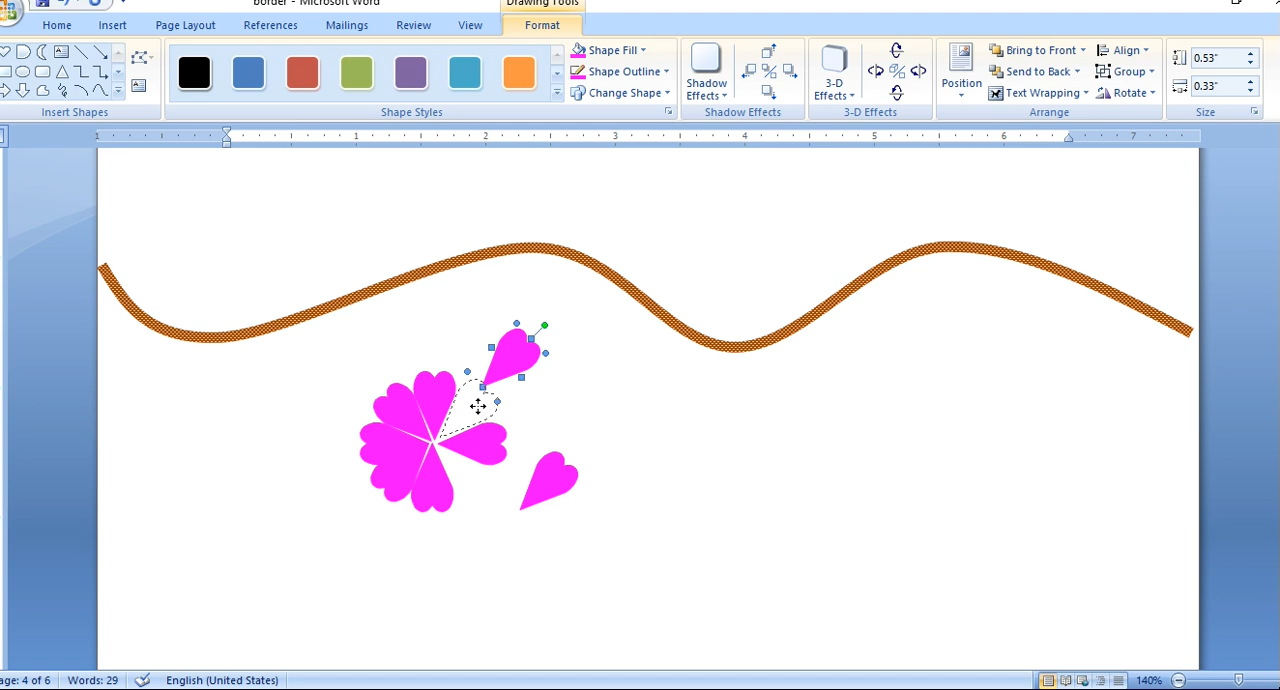 border - Microsoft Word
Drawing Tools
Home Insert Page Layout References Mailings Review View Format
Shape Fill
Shape Outline
Change Shape
Shadow Effects
3-D Effects
Position
Bring to Front
Send to Back
Text Wrapping
Align
Group
Rotate
0.53"
0.33"
Insert Shapes Shape Styles Shadow Effects 3-D Effects Arrange Size
1 1 2 3 4 5 6 7
age: 4 of 6 Words: 29 English (United States) 140%